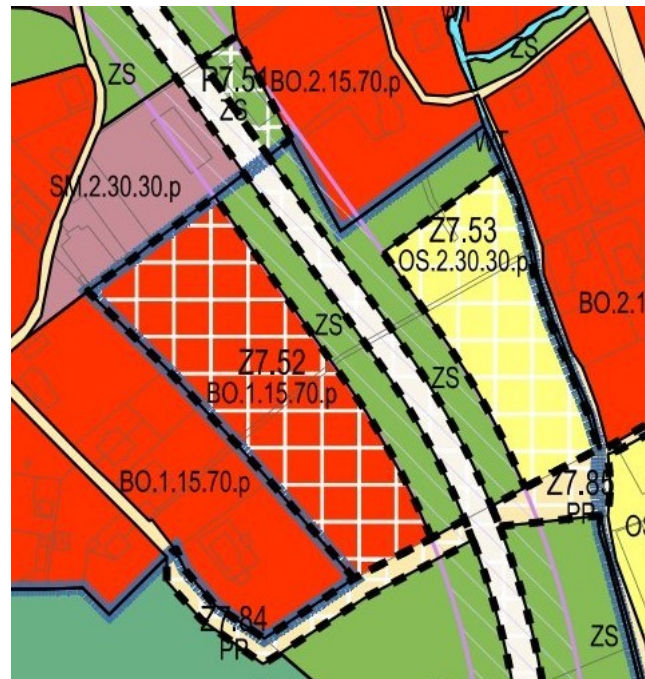 WT
ZS
ZS
P7.51
BO.2.15.70.p
ZS
WT
SM.2.30.30.p
Z7.53
OS.2.30.30.p
BO.2.1
ZS
Z7.52
BO.1.15.70.p
ZS
BO.1.15.70.p
Z7.85
PP
OS
Z7.84
PP
ZS